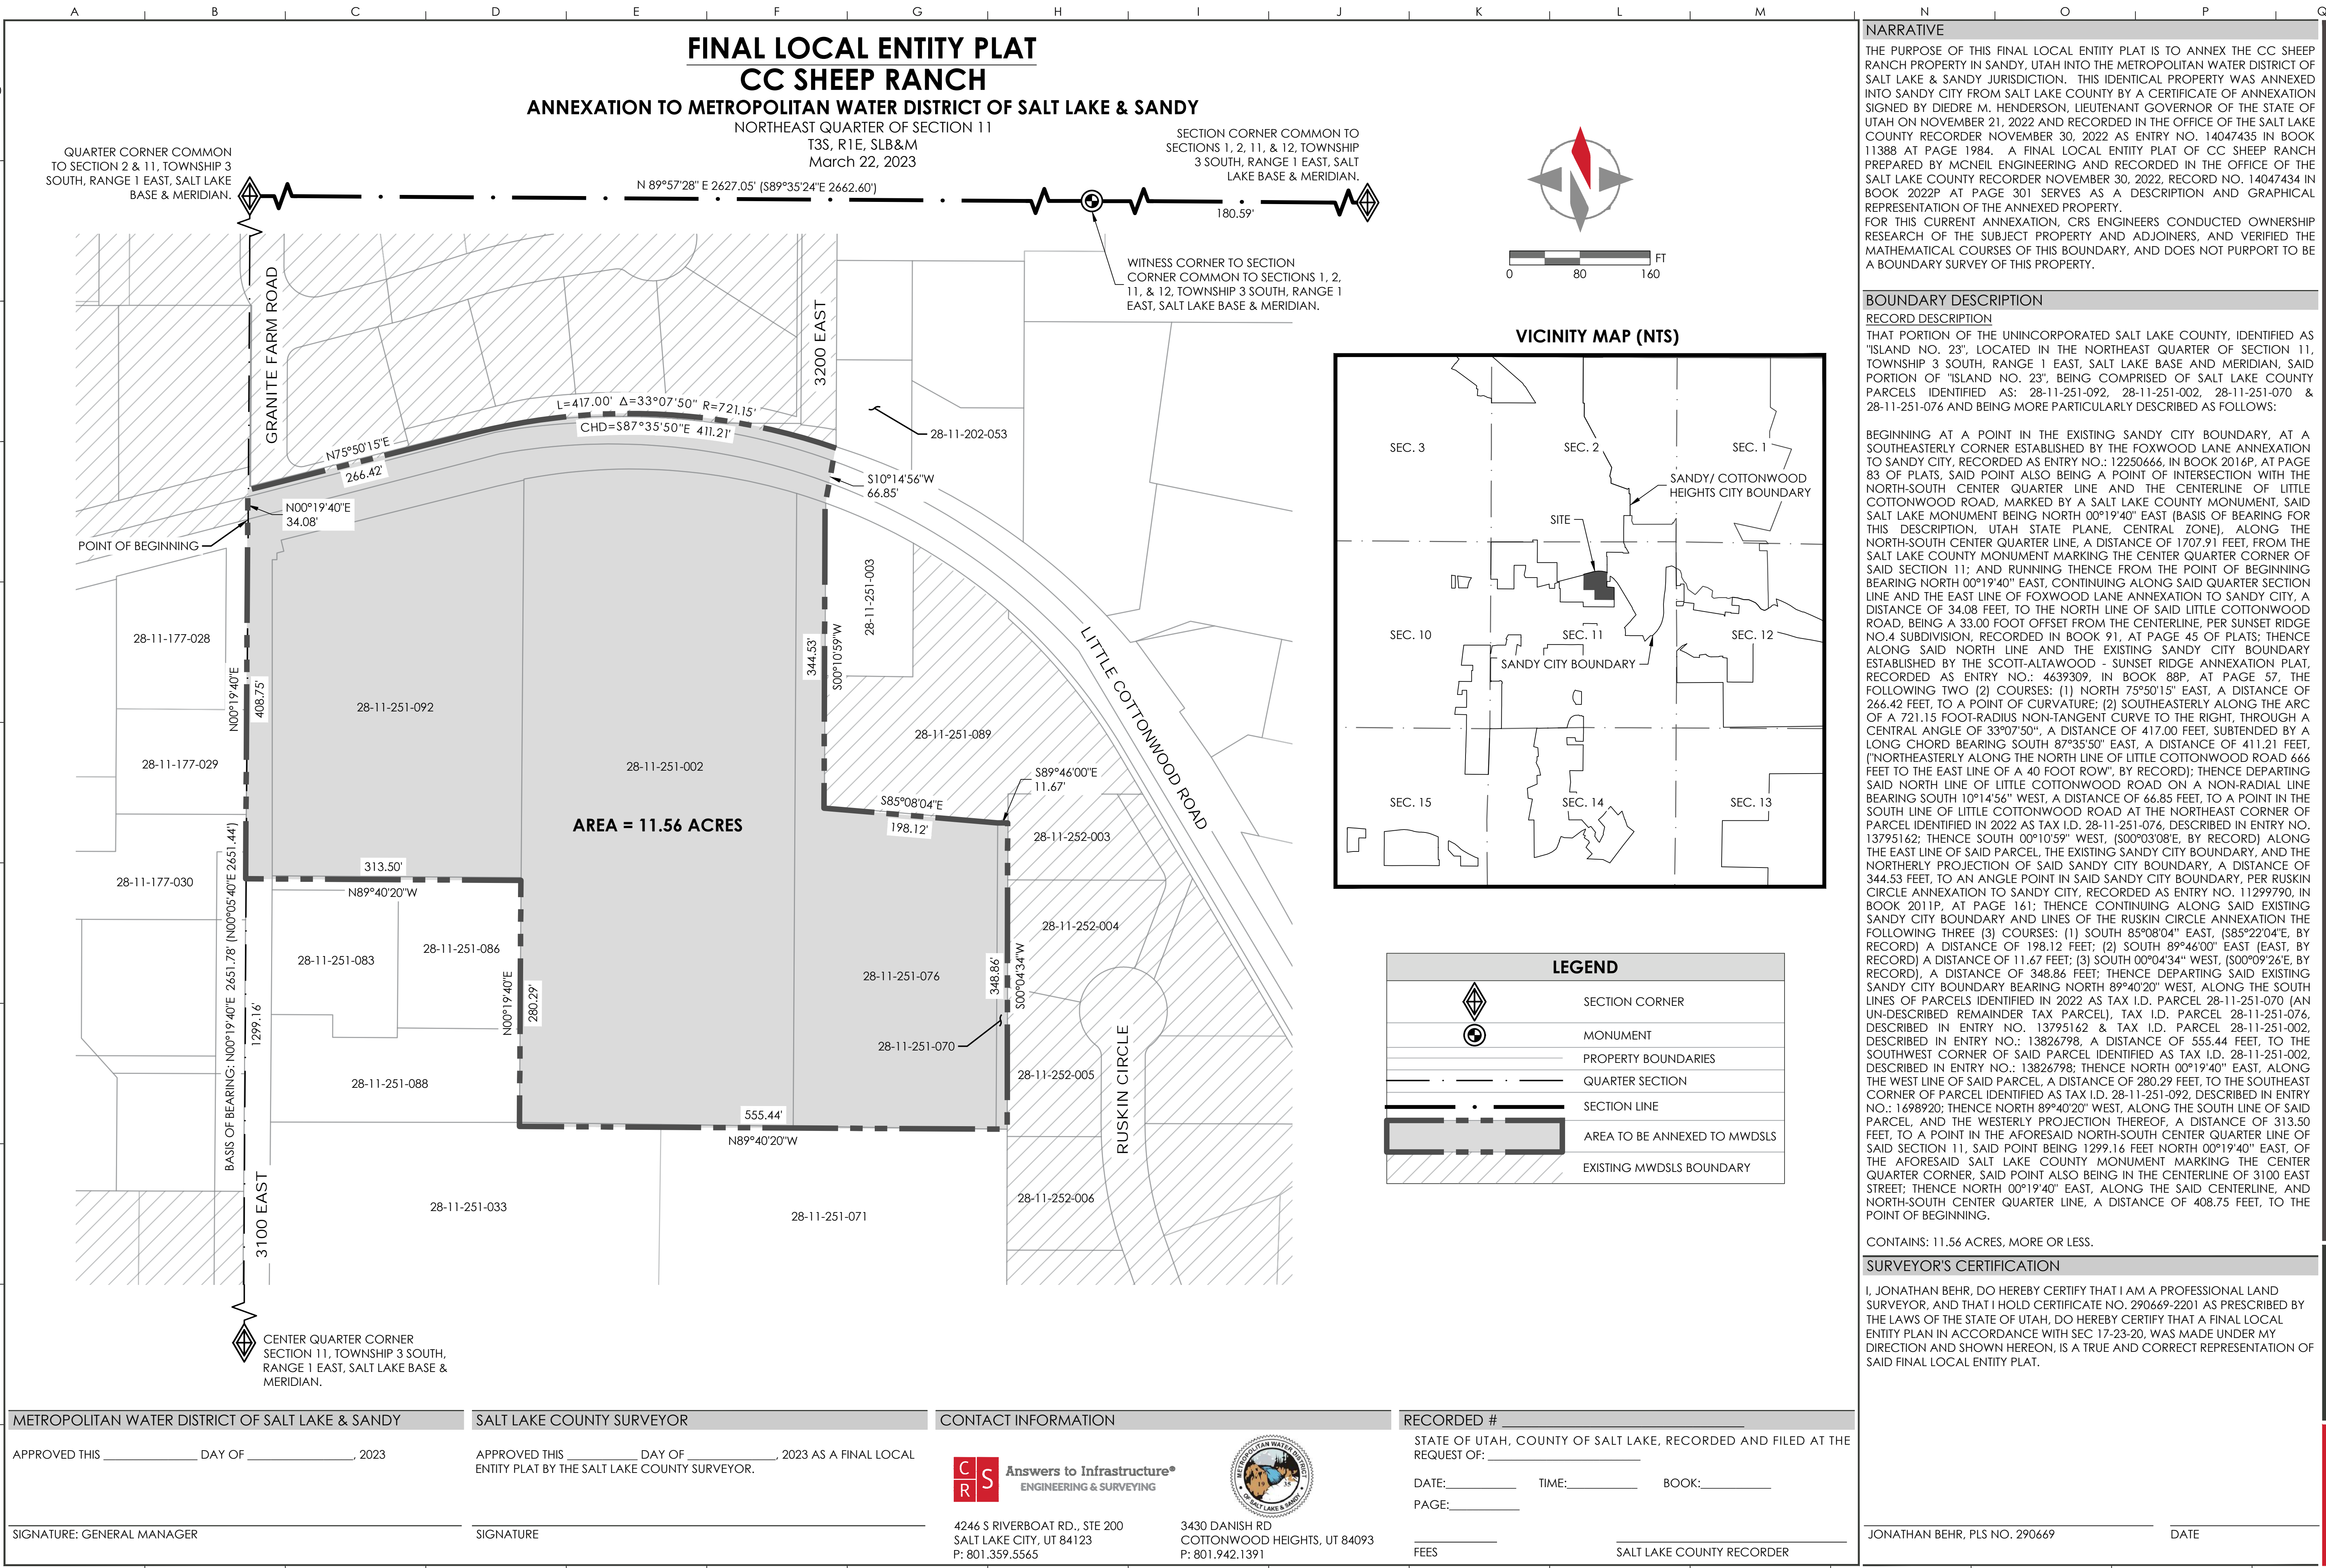 A B C D E F G H I J K L M N O P Q
FINAL LOCAL ENTITY PLAT
CC SHEEP RANCH
ANNEXATION TO METROPOLITAN WATER DISTRICT OF SALT LAKE & SANDY
NORTHEAST QUARTER OF SECTION 11
T3S, R1E, SLB&M
March 22, 2023
QUARTER CORNER COMMON
TO SECTION 2 & 11, TOWNSHIP 3
SOUTH, RANGE 1 EAST, SALT LAKE
BASE & MERIDIAN.
N 89°57'28" E 2627.05' (S89°35'24"E 2662.60')
SECTION CORNER COMMON TO
SECTIONS 1, 2, 11, & 12, TOWNSHIP
3 SOUTH, RANGE 1 EAST, SALT
LAKE BASE & MERIDIAN.
180.59'
WITNESS CORNER TO SECTION
CORNER COMMON TO SECTIONS 1, 2,
11, & 12, TOWNSHIP 3 SOUTH, RANGE 1
EAST, SALT LAKE BASE & MERIDIAN.
FT
0 80 160
GRANITE FARM ROAD
3200 EAST
L=417.00' Δ=33°07'50" R=721.15'
CHD=S87°35'50"E 411.21'
N75°50'15"E
266.42'
28-11-202-053
S10°14'56"W
66.85'
N00°19'40"E
34.08'
POINT OF BEGINNING
28-11-251-003
28-11-177-028
344.53'
S00°10'59"W
LITTLE COTTONWOOD ROAD
N00°19'40"E
408.75'
28-11-251-092
28-11-251-089
28-11-177-029
28-11-251-002
S89°46'00"E
11.67'
S85°08'04"E
198.12'
AREA = 11.56 ACRES
28-11-252-003
313.50'
N89°40'20"W
28-11-177-030
28-11-252-004
28-11-251-086
28-11-251-083
28-11-251-076
348.86'
S00°04'34"W
N00°19'40"E
280.29'
BASIS OF BEARING: N00°19'40"E 2651.78' (N00°05'40"E 2651.44')
1299.16'
28-11-251-070
28-11-252-005
28-11-251-088
RUSKIN CIRCLE
555.44'
N89°40'20"W
28-11-252-006
3100 EAST
28-11-251-033
28-11-251-071
CENTER QUARTER CORNER
SECTION 11, TOWNSHIP 3 SOUTH,
RANGE 1 EAST, SALT LAKE BASE &
MERIDIAN.
VICINITY MAP (NTS)
SEC. 3
SEC. 2
SEC. 1
SANDY/ COTTONWOOD
HEIGHTS CITY BOUNDARY
SITE
SEC. 10
SEC. 11
SEC. 12
SANDY CITY BOUNDARY
SEC. 15
SEC. 14
SEC. 13
LEGEND
SECTION CORNER
MONUMENT
PROPERTY BOUNDARIES
QUARTER SECTION
SECTION LINE
AREA TO BE ANNEXED TO MWDSLS
EXISTING MWDSLS BOUNDARY
NARRATIVE
THE PURPOSE OF THIS FINAL LOCAL ENTITY PLAT IS TO ANNEX THE CC SHEEP
RANCH PROPERTY IN SANDY, UTAH INTO THE METROPOLITAN WATER DISTRICT OF
SALT LAKE & SANDY JURISDICTION. THIS IDENTICAL PROPERTY WAS ANNEXED
INTO SANDY CITY FROM SALT LAKE COUNTY BY A CERTIFICATE OF ANNEXATION
SIGNED BY DIEDRE M. HENDERSON, LIEUTENANT GOVERNOR OF THE STATE OF
UTAH ON NOVEMBER 21, 2022 AND RECORDED IN THE OFFICE OF THE SALT LAKE
COUNTY RECORDER NOVEMBER 30, 2022 AS ENTRY NO. 14047435 IN BOOK
11388 AT PAGE 1984. A FINAL LOCAL ENTITY PLAT OF CC SHEEP RANCH
PREPARED BY MCNEIL ENGINEERING AND RECORDED IN THE OFFICE OF THE
SALT LAKE COUNTY RECORDER NOVEMBER 30, 2022, RECORD NO. 14047434 IN
BOOK 2022P AT PAGE 301 SERVES AS A DESCRIPTION AND GRAPHICAL
REPRESENTATION OF THE ANNEXED PROPERTY.
FOR THIS CURRENT ANNEXATION, CRS ENGINEERS CONDUCTED OWNERSHIP
RESEARCH OF THE SUBJECT PROPERTY AND ADJOINERS, AND VERIFIED THE
MATHEMATICAL COURSES OF THIS BOUNDARY, AND DOES NOT PURPORT TO BE
A BOUNDARY SURVEY OF THIS PROPERTY.
BOUNDARY DESCRIPTION
RECORD DESCRIPTION
THAT PORTION OF THE UNINCORPORATED SALT LAKE COUNTY, IDENTIFIED AS
"ISLAND NO. 23", LOCATED IN THE NORTHEAST QUARTER OF SECTION 11,
TOWNSHIP 3 SOUTH, RANGE 1 EAST, SALT LAKE BASE AND MERIDIAN, SAID
PORTION OF "ISLAND NO. 23", BEING COMPRISED OF SALT LAKE COUNTY
PARCELS IDENTIFIED AS: 28-11-251-092, 28-11-251-002, 28-11-251-070 &
28-11-251-076 AND BEING MORE PARTICULARLY DESCRIBED AS FOLLOWS:
BEGINNING AT A POINT IN THE EXISTING SANDY CITY BOUNDARY, AT A
SOUTHEASTERLY CORNER ESTABLISHED BY THE FOXWOOD LANE ANNEXATION
TO SANDY CITY, RECORDED AS ENTRY NO.: 12250666, IN BOOK 2016P, AT PAGE
83 OF PLATS, SAID POINT ALSO BEING A POINT OF INTERSECTION WITH THE
NORTH-SOUTH CENTER QUARTER LINE AND THE CENTERLINE OF LITTLE
COTTONWOOD ROAD, MARKED BY A SALT LAKE COUNTY MONUMENT, SAID
SALT LAKE MONUMENT BEING NORTH 00°19'40" EAST (BASIS OF BEARING FOR
THIS DESCRIPTION, UTAH STATE PLANE, CENTRAL ZONE), ALONG THE
NORTH-SOUTH CENTER QUARTER LINE, A DISTANCE OF 1707.91 FEET, FROM THE
SALT LAKE COUNTY MONUMENT MARKING THE CENTER QUARTER CORNER OF
SAID SECTION 11; AND RUNNING THENCE FROM THE POINT OF BEGINNING
BEARING NORTH 00°19'40" EAST, CONTINUING ALONG SAID QUARTER SECTION
LINE AND THE EAST LINE OF FOXWOOD LANE ANNEXATION TO SANDY CITY, A
DISTANCE OF 34.08 FEET, TO THE NORTH LINE OF SAID LITTLE COTTONWOOD
ROAD, BEING A 33.00 FOOT OFFSET FROM THE CENTERLINE, PER SUNSET RIDGE
NO.4 SUBDIVISION, RECORDED IN BOOK 91, AT PAGE 45 OF PLATS; THENCE
ALONG SAID NORTH LINE AND THE EXISTING SANDY CITY BOUNDARY
ESTABLISHED BY THE SCOTT-ALTAWOOD - SUNSET RIDGE ANNEXATION PLAT,
RECORDED AS ENTRY NO.: 4639309, IN BOOK 88P, AT PAGE 57, THE
FOLLOWING TWO (2) COURSES: (1) NORTH 75°50'15" EAST, A DISTANCE OF
266.42 FEET, TO A POINT OF CURVATURE; (2) SOUTHEASTERLY ALONG THE ARC
OF A 721.15 FOOT-RADIUS NON-TANGENT CURVE TO THE RIGHT, THROUGH A
CENTRAL ANGLE OF 33°07'50", A DISTANCE OF 417.00 FEET, SUBTENDED BY A
LONG CHORD BEARING SOUTH 87°35'50" EAST, A DISTANCE OF 411.21 FEET,
("NORTHEASTERLY ALONG THE NORTH LINE OF LITTLE COTTONWOOD ROAD 666
FEET TO THE EAST LINE OF A 40 FOOT ROW", BY RECORD); THENCE DEPARTING
SAID NORTH LINE OF LITTLE COTTONWOOD ROAD ON A NON-RADIAL LINE
BEARING SOUTH 10°14'56" WEST, A DISTANCE OF 66.85 FEET, TO A POINT IN THE
SOUTH LINE OF LITTLE COTTONWOOD ROAD AT THE NORTHEAST CORNER OF
PARCEL IDENTIFIED IN 2022 AS TAX I.D. 28-11-251-076, DESCRIBED IN ENTRY NO.
13795162; THENCE SOUTH 00°10'59" WEST, (S00°03'08'E, BY RECORD) ALONG
THE EAST LINE OF SAID PARCEL, THE EXISTING SANDY CITY BOUNDARY, AND THE
NORTHERLY PROJECTION OF SAID SANDY CITY BOUNDARY, A DISTANCE OF
344.53 FEET, TO AN ANGLE POINT IN SAID SANDY CITY BOUNDARY, PER RUSKIN
CIRCLE ANNEXATION TO SANDY CITY, RECORDED AS ENTRY NO. 11299790, IN
BOOK 2011P, AT PAGE 161; THENCE CONTINUING ALONG SAID EXISTING
SANDY CITY BOUNDARY AND LINES OF THE RUSKIN CIRCLE ANNEXATION THE
FOLLOWING THREE (3) COURSES: (1) SOUTH 85°08'04" EAST, (S85°22'04'E, BY
RECORD) A DISTANCE OF 198.12 FEET; (2) SOUTH 89°46'00" EAST (EAST, BY
RECORD) A DISTANCE OF 11.67 FEET; (3) SOUTH 00°04'34" WEST, (S00°09'26'E, BY
RECORD), A DISTANCE OF 348.86 FEET; THENCE DEPARTING SAID EXISTING
SANDY CITY BOUNDARY BEARING NORTH 89°40'20" WEST, ALONG THE SOUTH
LINES OF PARCELS IDENTIFIED IN 2022 AS TAX I.D. PARCEL 28-11-251-070 (AN
UN-DESCRIBED REMAINDER TAX PARCEL), TAX I.D. PARCEL 28-11-251-076,
DESCRIBED IN ENTRY NO. 13795162 & TAX I.D. PARCEL 28-11-251-002,
DESCRIBED IN ENTRY NO.: 13826798, A DISTANCE OF 555.44 FEET, TO THE
SOUTHWEST CORNER OF SAID PARCEL IDENTIFIED AS TAX I.D. 28-11-251-002,
DESCRIBED IN ENTRY NO.: 13826798; THENCE NORTH 00°19'40" EAST, ALONG
THE WEST LINE OF SAID PARCEL, A DISTANCE OF 280.29 FEET, TO THE SOUTHEAST
CORNER OF PARCEL IDENTIFIED AS TAX I.D. 28-11-251-092, DESCRIBED IN ENTRY
NO.: 1698920; THENCE NORTH 89°40'20" WEST, ALONG THE SOUTH LINE OF SAID
PARCEL, AND THE WESTERLY PROJECTION THEREOF, A DISTANCE OF 313.50
FEET, TO A POINT IN THE AFORESAID NORTH-SOUTH CENTER QUARTER LINE OF
SAID SECTION 11, SAID POINT BEING 1299.16 FEET NORTH 00°19'40" EAST, OF
THE AFORESAID SALT LAKE COUNTY MONUMENT MARKING THE CENTER
QUARTER CORNER, SAID POINT ALSO BEING IN THE CENTERLINE OF 3100 EAST
STREET; THENCE NORTH 00°19'40" EAST, ALONG THE SAID CENTERLINE, AND
NORTH-SOUTH CENTER QUARTER LINE, A DISTANCE OF 408.75 FEET, TO THE
POINT OF BEGINNING.
CONTAINS: 11.56 ACRES, MORE OR LESS.
SURVEYOR'S CERTIFICATION
I, JONATHAN BEHR, DO HEREBY CERTIFY THAT I AM A PROFESSIONAL LAND
SURVEYOR, AND THAT I HOLD CERTIFICATE NO. 290669-2201 AS PRESCRIBED BY
THE LAWS OF THE STATE OF UTAH, DO HEREBY CERTIFY THAT A FINAL LOCAL
ENTITY PLAN IN ACCORDANCE WITH SEC 17-23-20, WAS MADE UNDER MY
DIRECTION AND SHOWN HEREON, IS A TRUE AND CORRECT REPRESENTATION OF
SAID FINAL LOCAL ENTITY PLAT.
JONATHAN BEHR, PLS NO. 290669 DATE
METROPOLITAN WATER DISTRICT OF SALT LAKE & SANDY
APPROVED THIS ____ DAY OF ____, 2023
SIGNATURE: GENERAL MANAGER
SALT LAKE COUNTY SURVEYOR
APPROVED THIS ____ DAY OF ____, 2023 AS A FINAL LOCAL
ENTITY PLAT BY THE SALT LAKE COUNTY SURVEYOR.
SIGNATURE
CONTACT INFORMATION
CRS
Answers to Infrastructure®
ENGINEERING & SURVEYING
4246 S RIVERBOAT RD., STE 200
SALT LAKE CITY, UT 84123
P: 801.359.5565
METROPOLITAN WATER DISTRICT
OF SALT LAKE & SANDY
19 35
3430 DANISH RD
COTTONWOOD HEIGHTS, UT 84093
P: 801.942.1391
RECORDED # ____
STATE OF UTAH, COUNTY OF SALT LAKE, RECORDED AND FILED AT THE
REQUEST OF: ____
DATE:____ TIME:____ BOOK:____
PAGE:____
FEES SALT LAKE COUNTY RECORDER